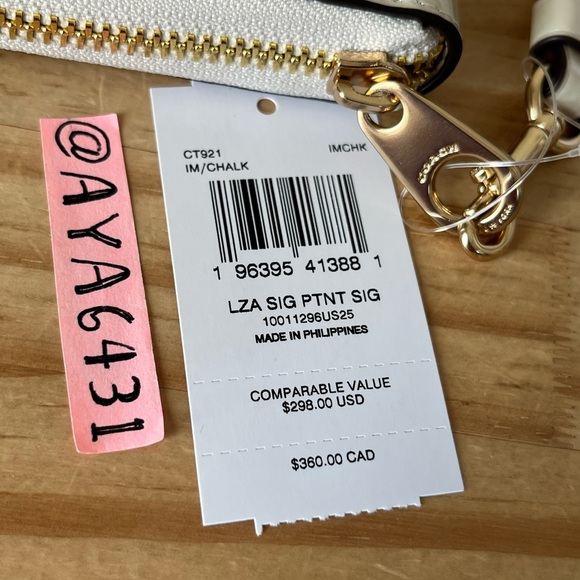 @AYA6431
CT921
IM/CHALK
IMCHK
1 96395 41388 1
LZA SIG PTNT SIG
10011296US25
MADE IN PHILIPPINES
COMPARABLE VALUE
$298.00 USD
$360.00 CAD
COACH